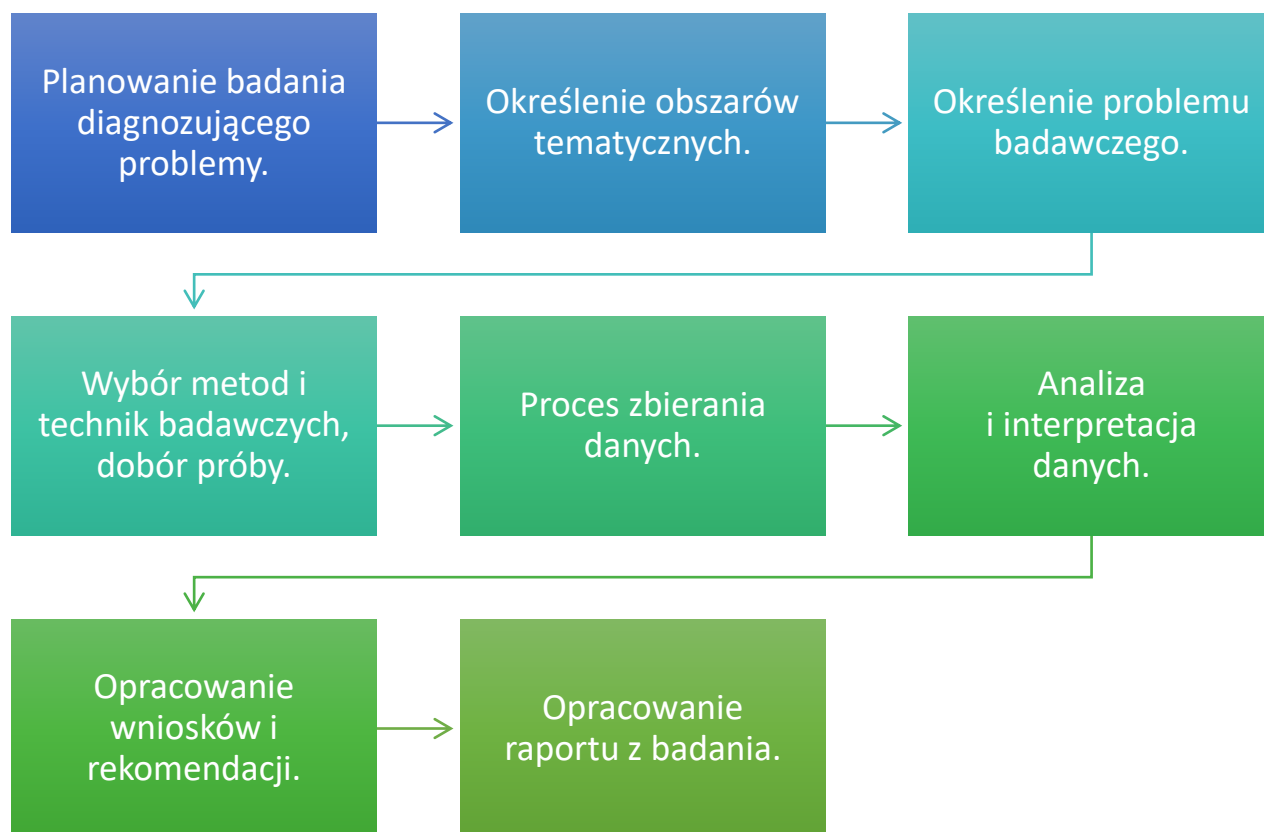 Planowanie badania
diagnozującego
problemy.
Określenie obszarów
tematycznych.
Określenie problemu
badawczego.
Wybór metod i
technik badawczych,
dobór próby.
Proces zbierania
danych.
Analiza
i interpretacja
danych.
Opracowanie
wniosków i
rekomendacji.
Opracowanie
raportu z badania.